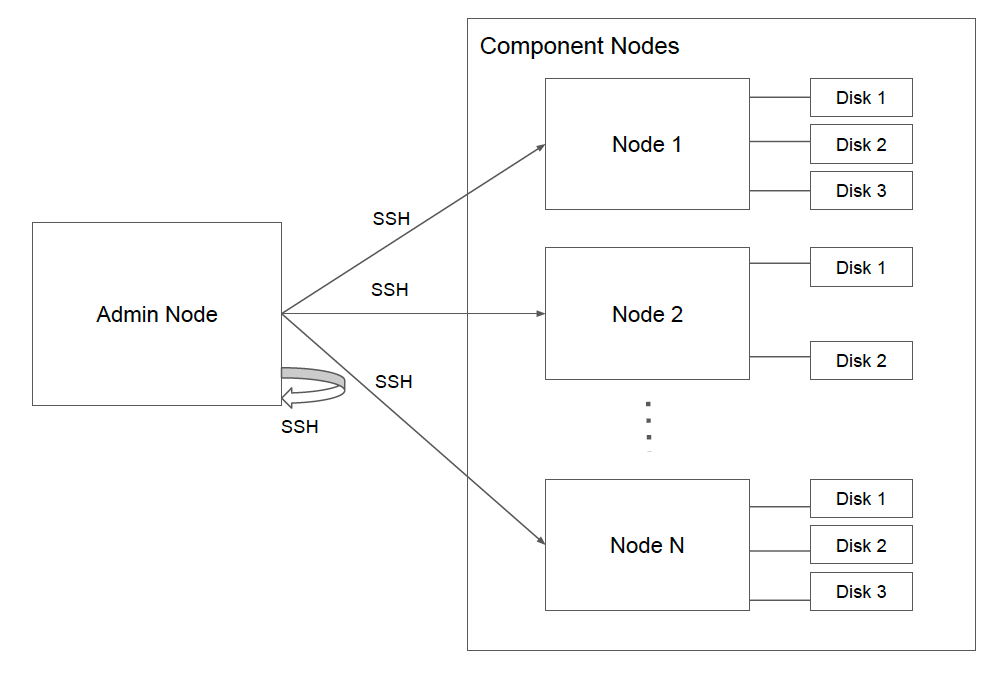 Component Nodes
Node 1
Disk 1
Disk 2
Disk 3
SSH
SSH
Admin Node
Node 2
Disk 1
Disk 2
SSH
SSH
Node N
Disk 1
Disk 2
Disk 3